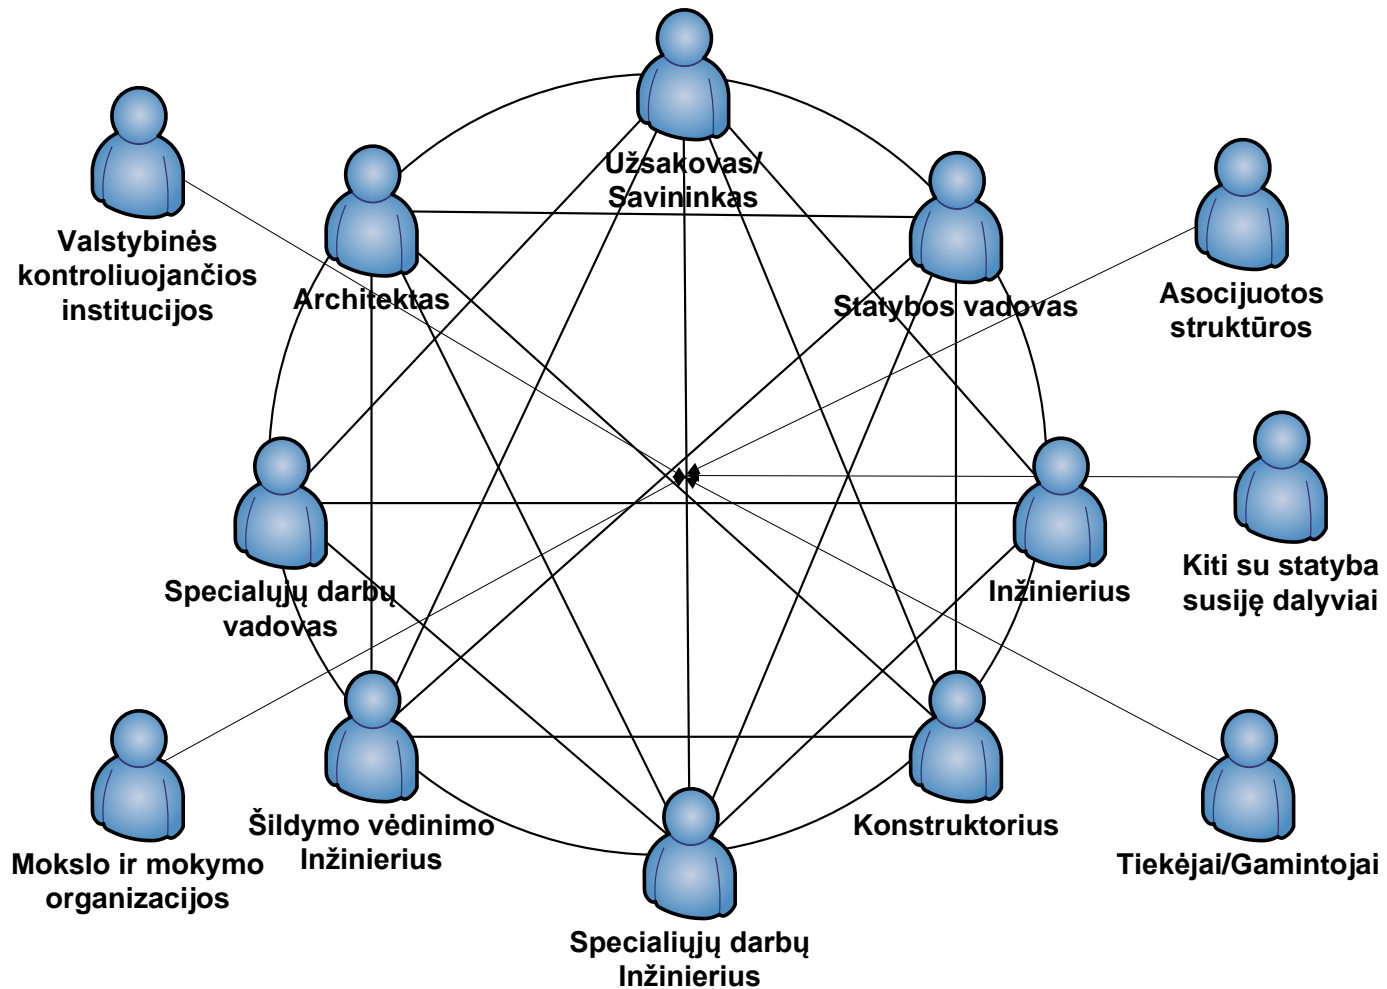 Užsakovas/
Savininkas
Valstybinės
kontroliuojančios
institucijos
Architektas
Statybos vadovas
Asocijuotos
struktūros
Specialųjų darbų
vadovas
Inžinierius
Kiti su statyba
susiję dalyviai
Šildymo vėdinimo
Inžinierius
Konstruktorius
Mokslo ir mokymo
organizacijos
Tiekėjai/Gamintojai
Specialiųjų darbų
Inžinierius